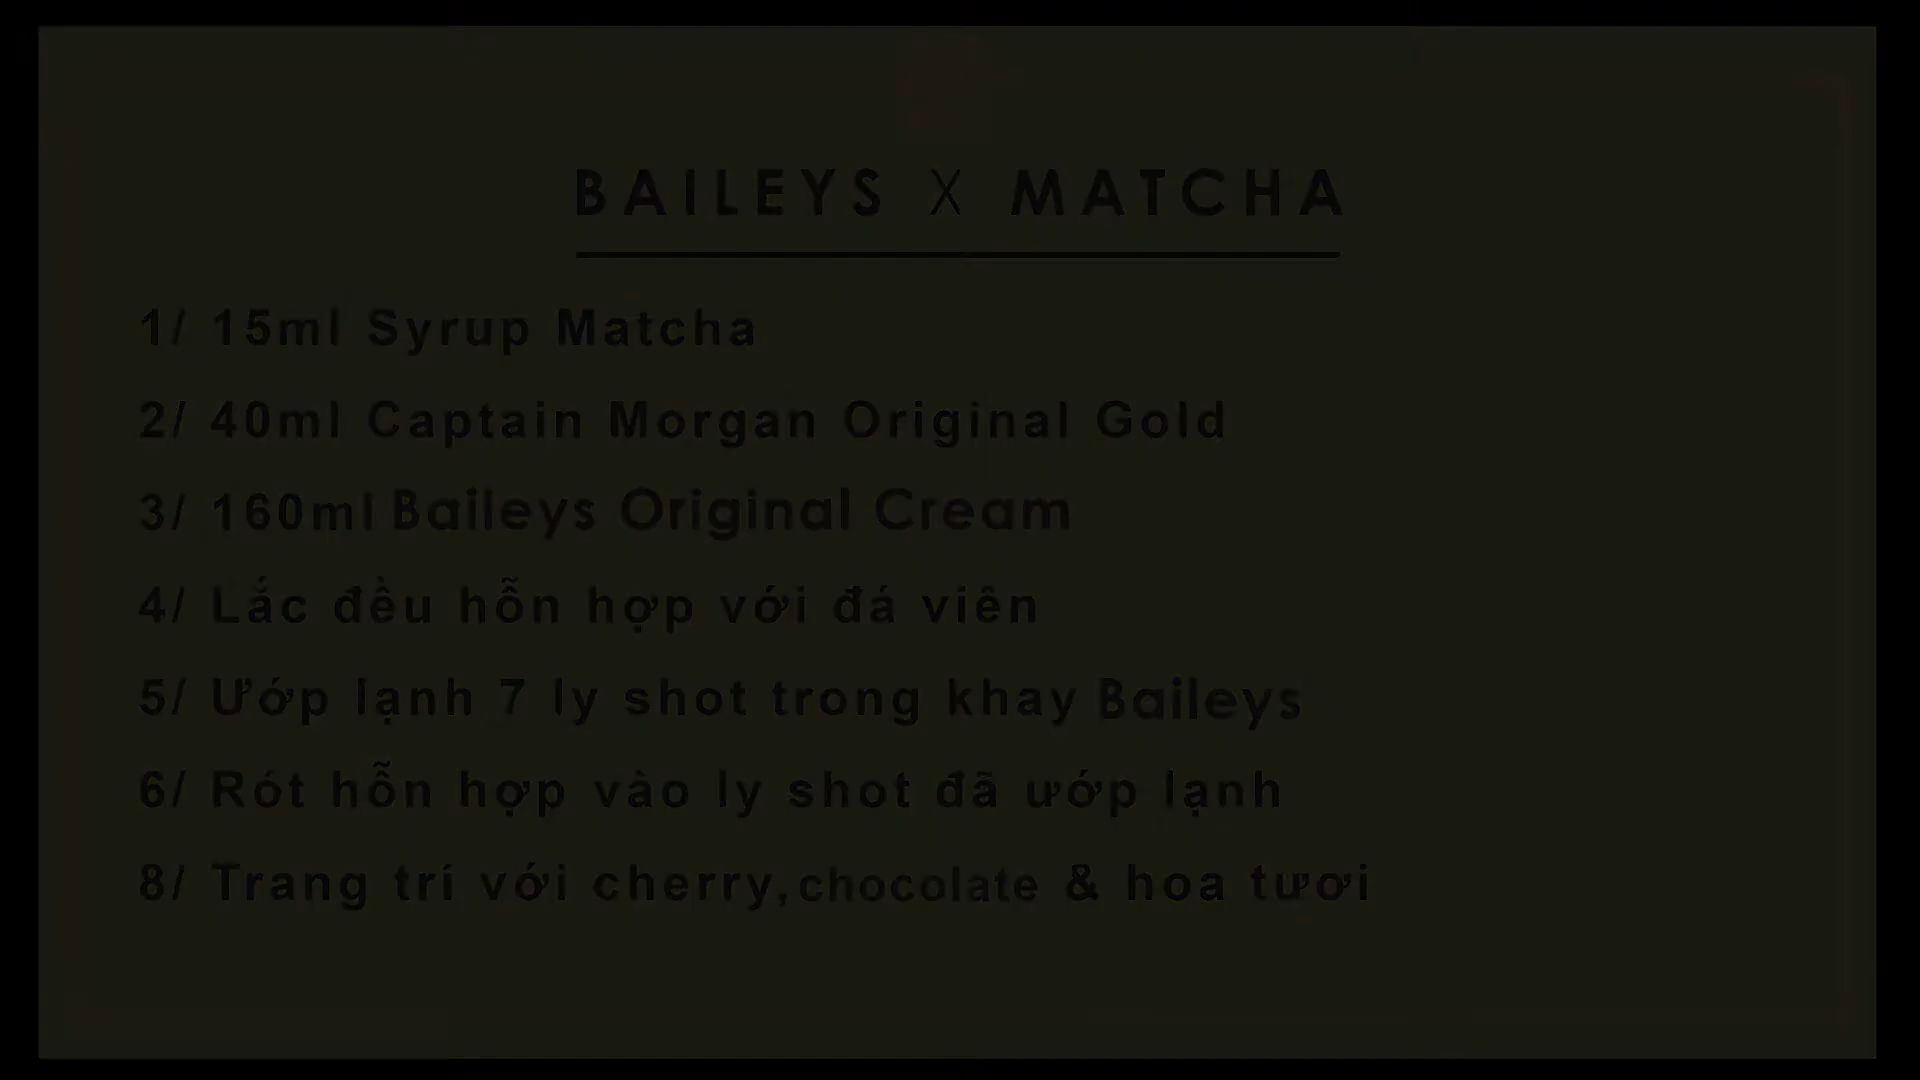 BAILEYS X MATCHA
1/ 15ml Syrup Matcha
2/ 40ml Captain Morgan Original Gold
3/ 160ml Baileys Original Cream
4/ Lắc đều hỗn hợp với đá viên
5/ Ướp lạnh 7 ly shot trong khay Baileys
6/ Rót hỗn hợp vào ly shot đã ướp lạnh
8/ Trang trí với cherry, chocolate & hoa tươi